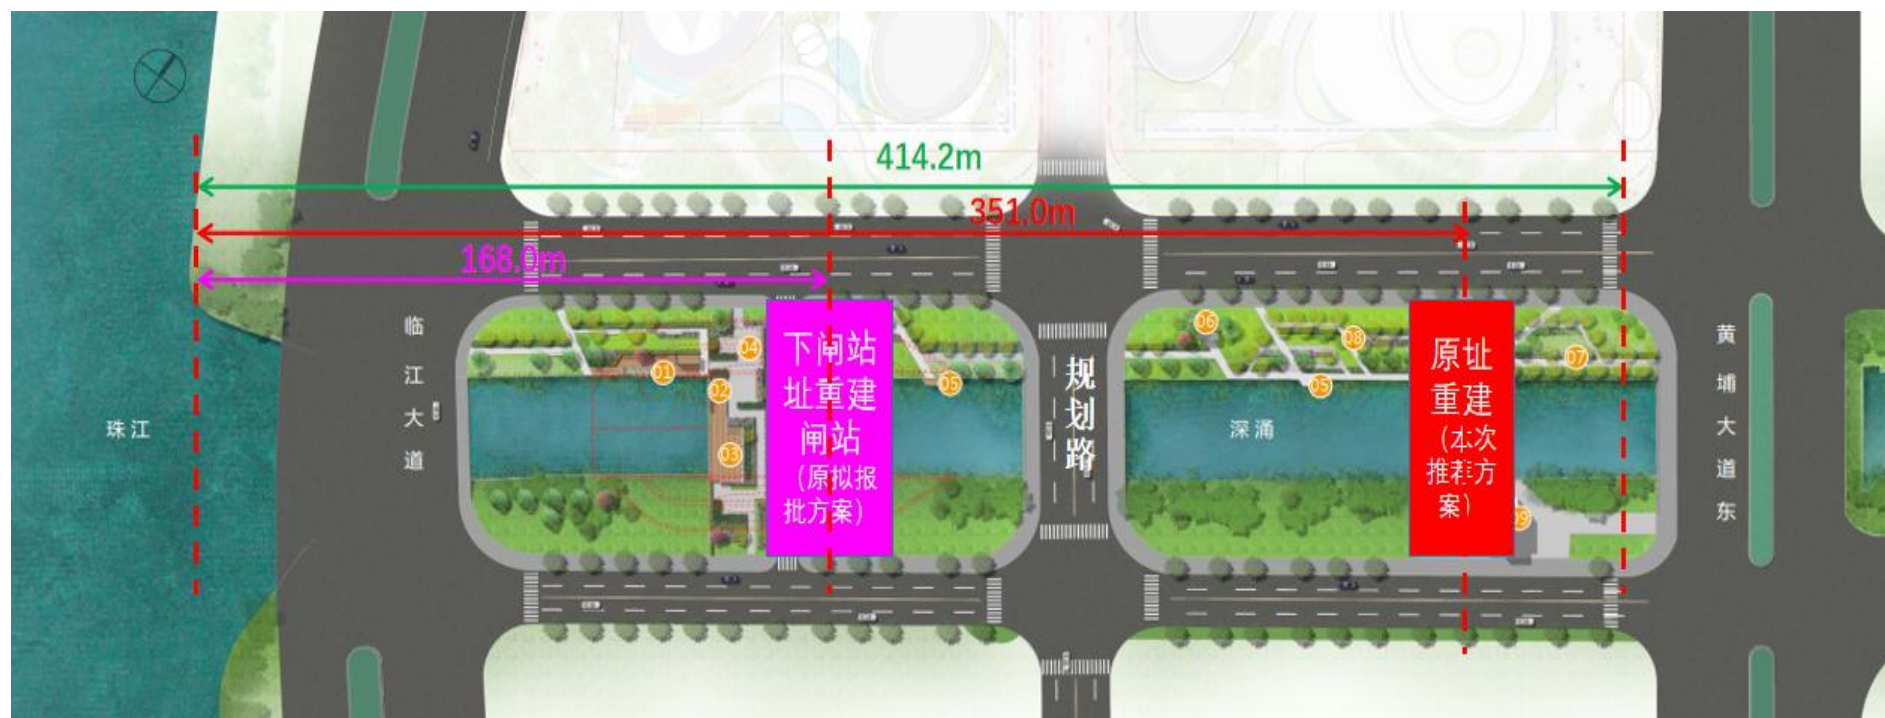 414.2m
351.0m
168.0m
临江大道
珠江
01
02
03
04
下闸站
址重建
闸站
（原拟报
批方案）
05
规划路
06
08
07
05
深涌
原址
重建
（本次
推荐方
案）
09
黄埔大道东